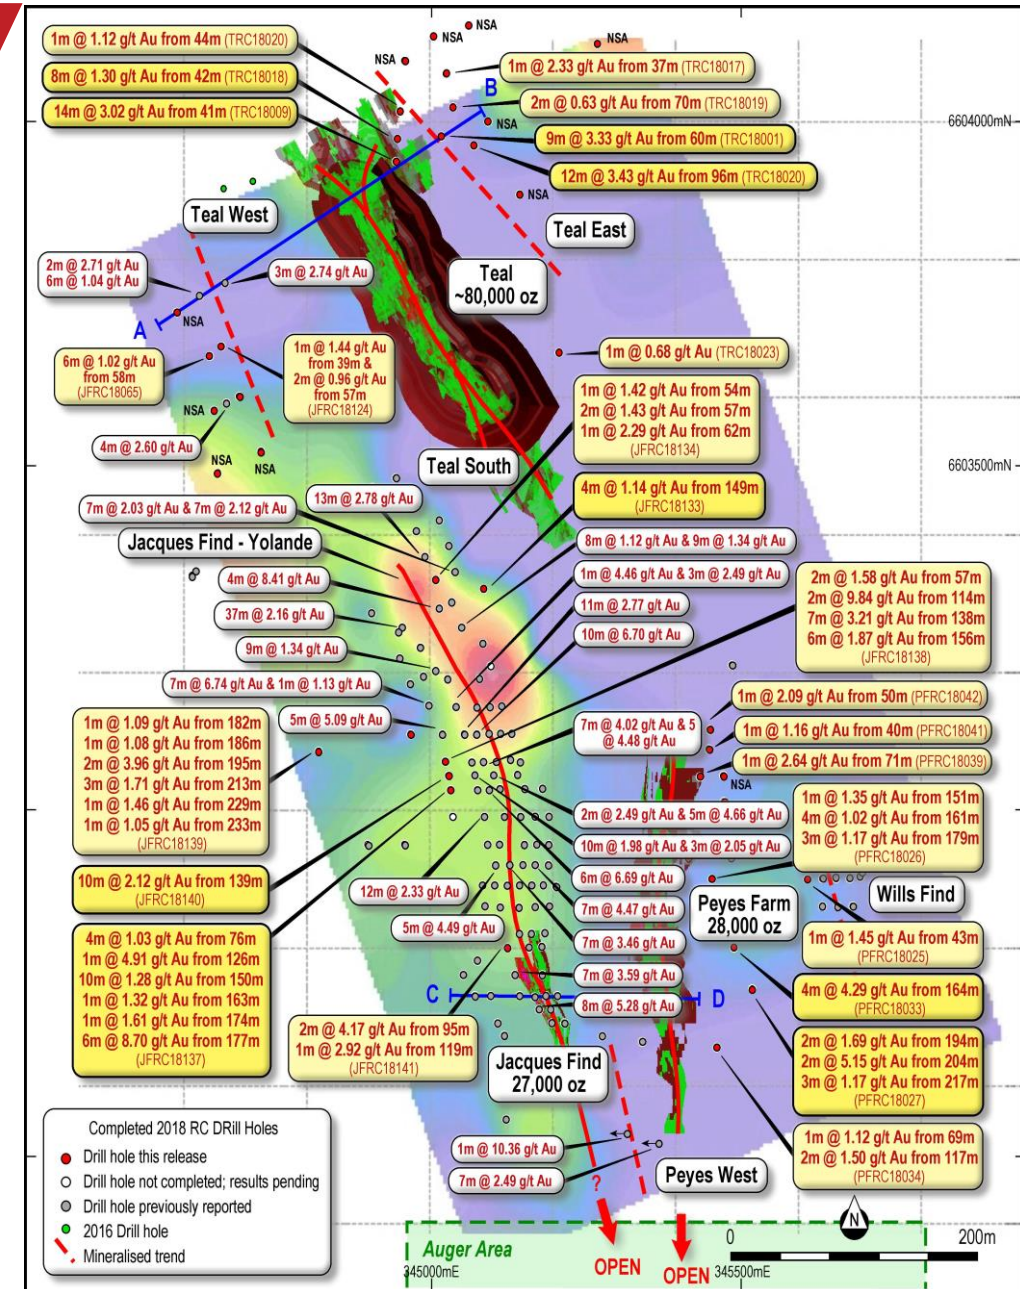 NSA
NSA
NSA
NSA
1m @ 1.12 g/t Au from 44m (TRC18020)
8m @ 1.30 g/t Au from 42m (TRC18018)
14m @ 3.02 g/t Au from 41m (TRC18009)
1m @ 2.33 g/t Au from 37m (TRC18017)
B
2m @ 0.63 g/t Au from 70m (TRC18019)
NSA
6604000mN
9m @ 3.33 g/t Au from 60m (TRC18001)
12m @ 3.43 g/t Au from 96m (TRC18020)
NSA
Teal West
Teal East
2m @ 2.71 g/t Au
6m @ 1.04 g/t Au
3m @ 2.74 g/t Au
Teal
~80,000 oz
A
NSA
6m @ 1.02 g/t Au
from 58m
(JFRC18065)
1m @ 1.44 g/t Au
from 39m &
2m @ 0.96 g/t Au
from 57m
(JFRC18124)
1m @ 0.68 g/t Au (TRC18023)
1m @ 1.42 g/t Au from 54m
2m @ 1.43 g/t Au from 57m
1m @ 2.29 g/t Au from 62m
(JFRC18134)
NSA
4m @ 2.60 g/t Au
NSA
NSA
Teal South
6603500mN
4m @ 1.14 g/t Au from 149m
(JFRC18133)
13m @ 2.78 g/t Au
7m @ 2.03 g/t Au & 7m @ 2.12 g/t Au
Jacques Find - Yolande
8m @ 1.12 g/t Au & 9m @ 1.34 g/t Au
4m @ 8.41 g/t Au
1m @ 4.46 g/t Au & 3m @ 2.49 g/t Au
37m @ 2.16 g/t Au
11m @ 2.77 g/t Au
10m @ 6.70 g/t Au
2m @ 1.58 g/t Au from 57m
2m @ 9.84 g/t Au from 114m
7m @ 3.21 g/t Au from 138m
6m @ 1.87 g/t Au from 156m
(JFRC18138)
9m @ 1.34 g/t Au
7m @ 6.74 g/t Au & 1m @ 1.13 g/t Au
5m @ 5.09 g/t Au
7m @ 4.02 g/t Au & 5
@ 4.48 g/t Au
1m @ 2.09 g/t Au from 50m (PFRC18042)
1m @ 1.16 g/t Au from 40m (PFRC18041)
1m @ 2.64 g/t Au from 71m (PFRC18039)
NSA
1m @ 1.09 g/t Au from 182m
1m @ 1.08 g/t Au from 186m
2m @ 3.96 g/t Au from 195m
3m @ 1.71 g/t Au from 213m
1m @ 1.46 g/t Au from 229m
1m @ 1.05 g/t Au from 233m
(JFRC18139)
1m @ 1.35 g/t Au from 151m
4m @ 1.02 g/t Au from 161m
3m @ 1.17 g/t Au from 179m
(PFRC18026)
2m @ 2.49 g/t Au & 5m @ 4.66 g/t Au
10m @ 1.98 g/t Au & 3m @ 2.05 g/t Au
10m @ 2.12 g/t Au from 139m
(JFRC18140)
12m @ 2.33 g/t Au
6m @ 6.69 g/t Au
7m @ 4.47 g/t Au
Peyes Farm
28,000 oz
Wills Find
5m @ 4.49 g/t Au
7m @ 3.46 g/t Au
1m @ 1.45 g/t Au from 43m
(PFRC18025)
4m @ 1.03 g/t Au from 76m
1m @ 4.91 g/t Au from 126m
10m @ 1.28 g/t Au from 150m
1m @ 1.32 g/t Au from 163m
1m @ 1.61 g/t Au from 174m
6m @ 8.70 g/t Au from 177m
(JFRC18137)
7m @ 3.59 g/t Au
C
D
8m @ 5.28 g/t Au
4m @ 4.29 g/t Au from 164m
(PFRC18033)
2m @ 4.17 g/t Au from 95m
1m @ 2.92 g/t Au from 119m
(JFRC18141)
Jacques Find
27,000 oz
2m @ 1.69 g/t Au from 194m
2m @ 5.15 g/t Au from 204m
3m @ 1.17 g/t Au from 217m
(PFRC18027)
1m @ 1.12 g/t Au from 69m
2m @ 1.50 g/t Au from 117m
(PFRC18034)
1m @ 10.36 g/t Au
7m @ 2.49 g/t Au
Peyes West
?
Completed 2018 RC DRill Holes
Drill hole this release
Drill hole not completed; results pending
Drill hole previously reported
2016 Drill hole
Mineralised trend
N
0
200m
Auger Area
OPEN
OPEN
345000mE
345500mE